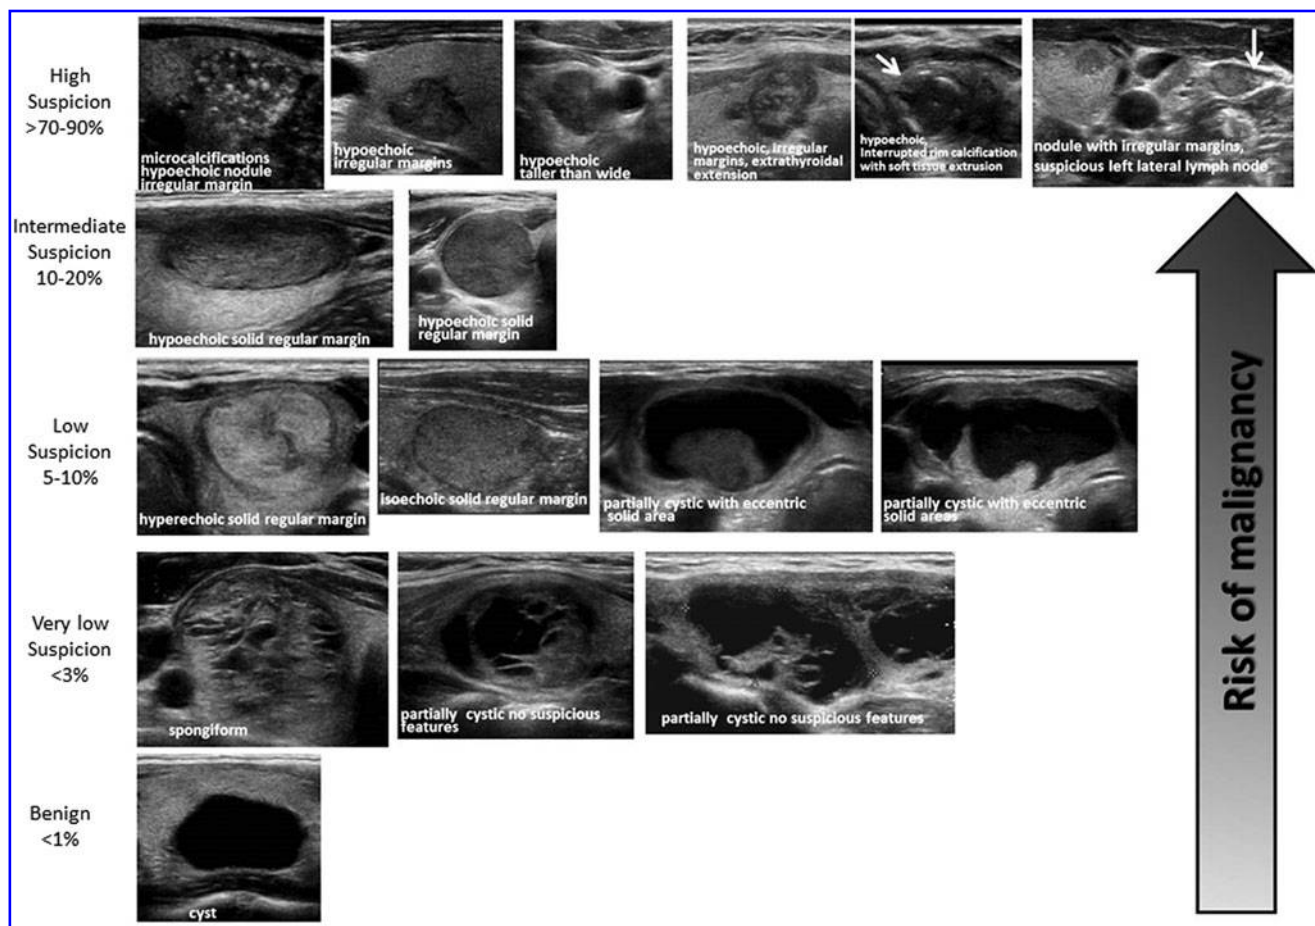 High
Suspicion
>70-90%
microcalcifications
hypoechoic nodule
irregular margin
hypoechoic
irregular margins
hypoechoic
taller than wide
hypoechoic, irregular
margins, extrathyroidal
extension
hypoechoic,
Interrupted rim calcification
with soft tissue extrusion
nodule with irregular margins,
suspicious left lateral lymph node
Intermediate
Suspicion
10-20%
hypoechoic solid regular margin
hypoechoic solid
regular margin
Low
Suspicion
5-10%
hyperechoic solid regular margin
isoechoic solid regular margin
partially cystic with eccentric
solid area
partially cystic with eccentric
solid areas
Very low
Suspicion
<3%
spongiform
partially cystic no suspicious
features
partially cystic no suspicious features
Benign
<1%
cyst
Risk of malignancy